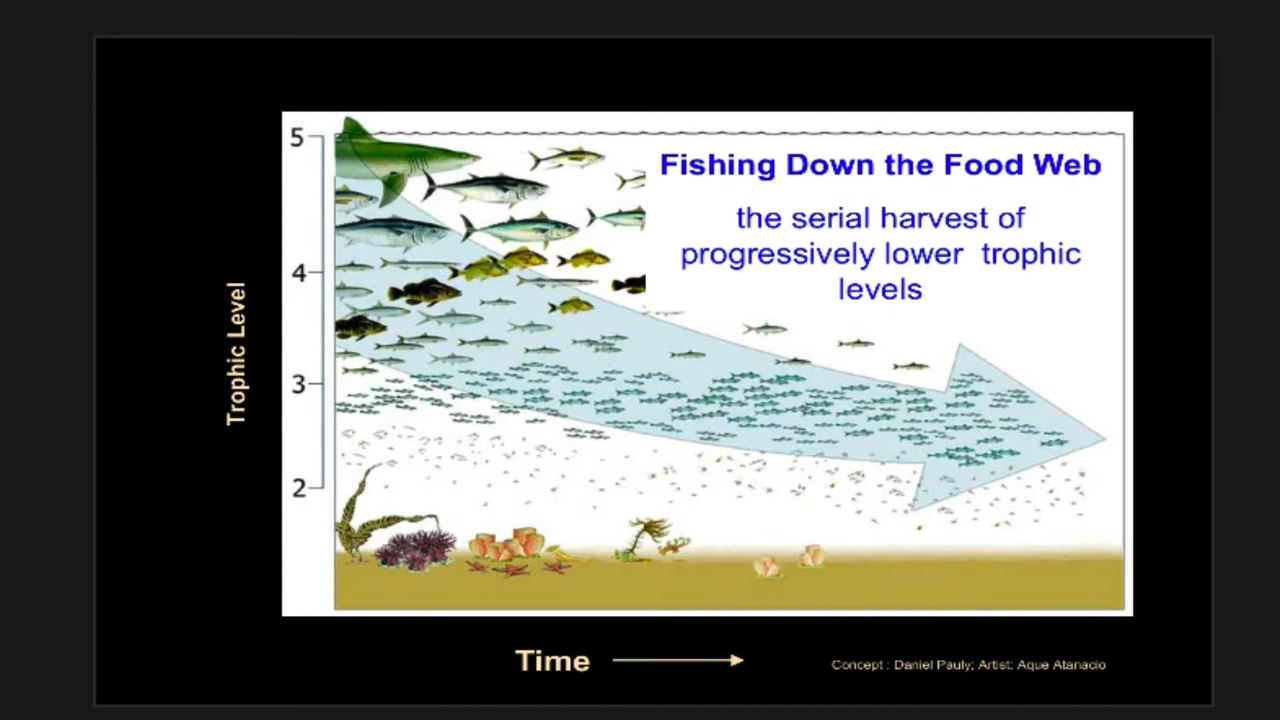 Fishing Down the Food Web
the serial harvest of
progressively lower trophic
levels
5
4
3
2
Trophic Level
Time
Concept : Daniel Pauly; Artist: Aque Atanacio